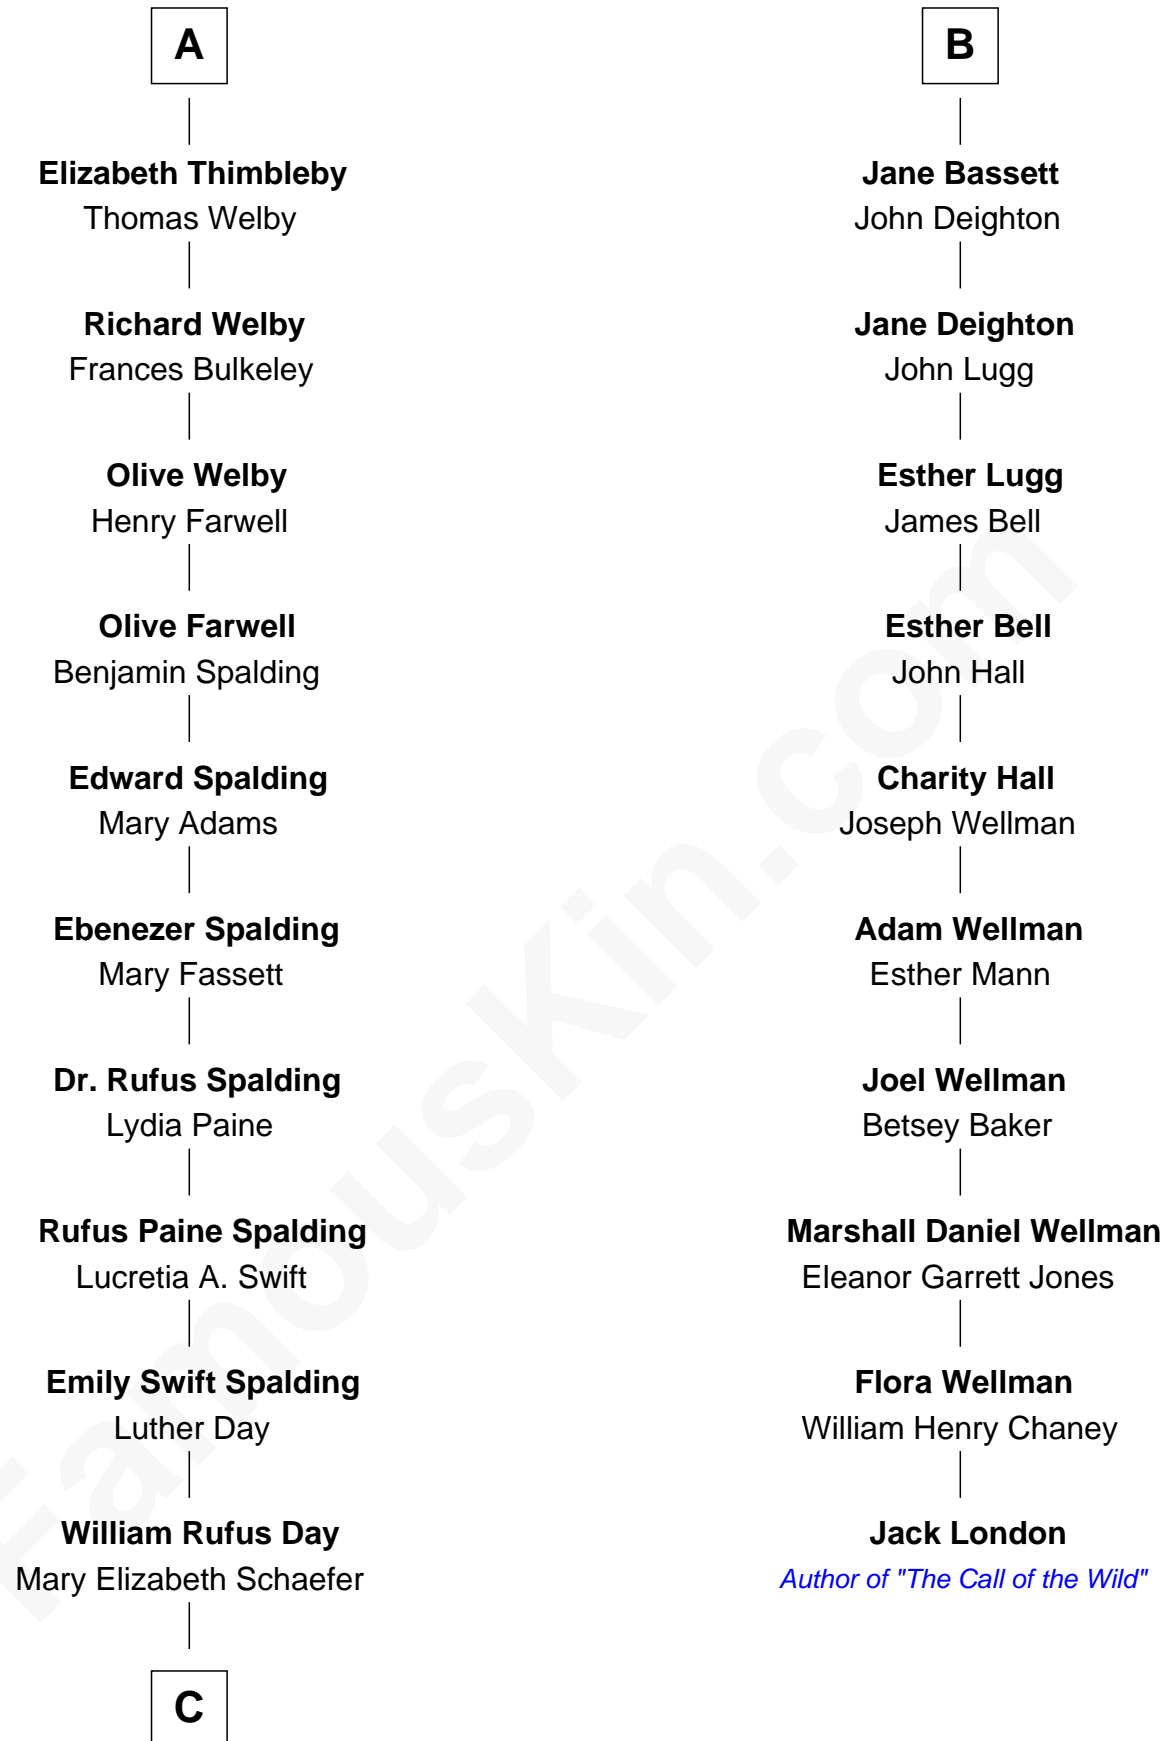 A
Elizabeth Thimbleby
Thomas Welby
Richard Welby
Frances Bulkeley
Olive Welby
Henry Farwell
Olive Farwell
Benjamin Spalding
Edward Spalding
Mary Adams
Ebenezer Spalding
Mary Fassett
Dr. Rufus Spalding
Lydia Paine
Rufus Paine Spalding
Lucretia A. Swift
Emily Swift Spalding
Luther Day
William Rufus Day
Mary Elizabeth Schaefer
C
B
Jane Bassett
John Deighton
Jane Deighton
John Lugg
Esther Lugg
James Bell
Esther Bell
John Hall
Charity Hall
Joseph Wellman
Adam Wellman
Esther Mann
Joel Wellman
Betsey Baker
Marshall Daniel Wellman
Eleanor Garrett Jones
Flora Wellman
William Henry Chaney
Jack London
Author of "The Call of the Wild"
FamousKin.com